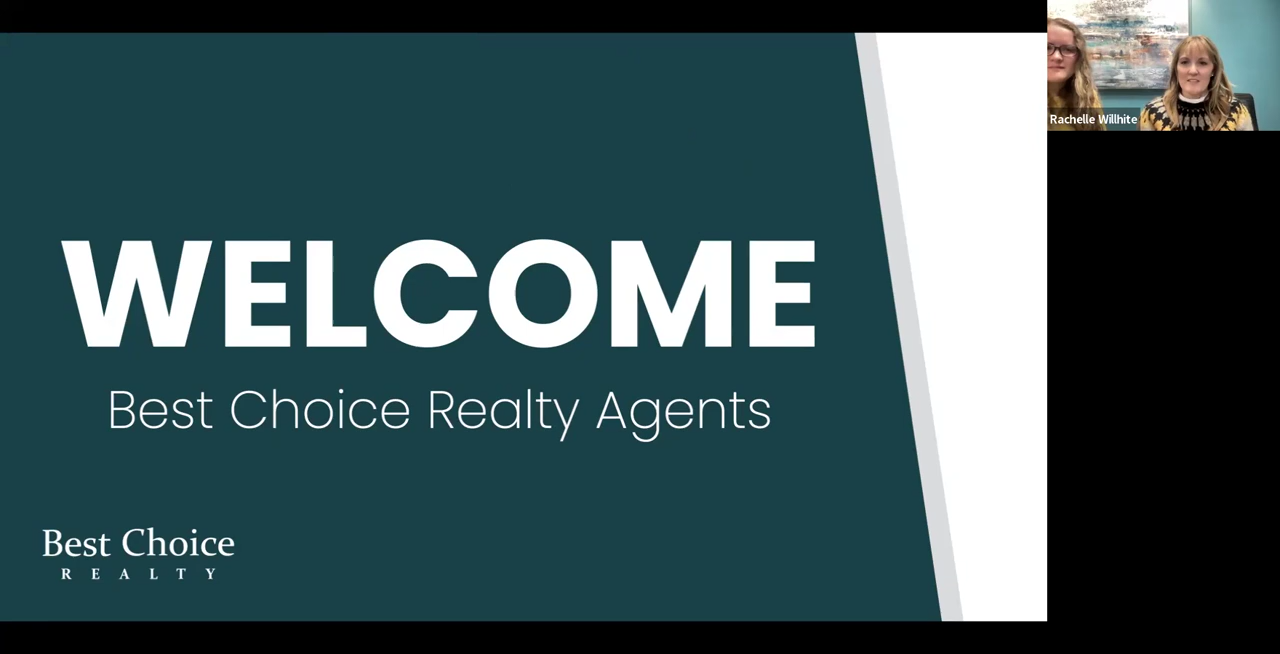 Rachelle Willhite
WELCOME
Best Choice Realty Agents
Best Choice
REALTY